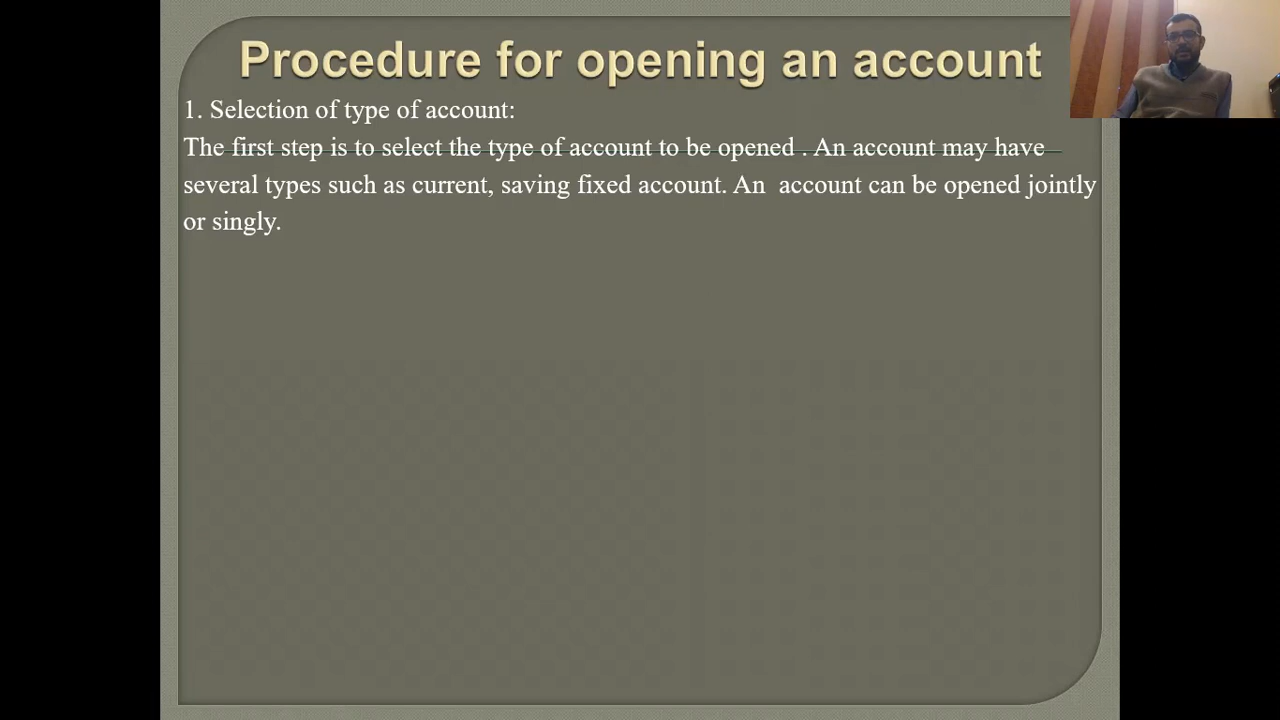 Procedure for opening an account
1. Selection of type of account:
The first step is to select the type of account to be opened . An account may have
several types such as current, saving fixed account. An  account can be opened jointly
or singly.